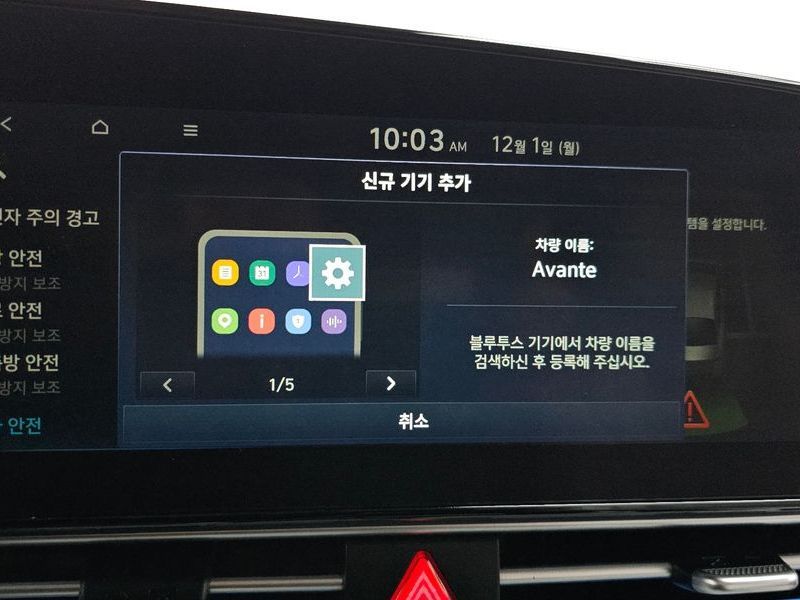 10:03 AM 12월 1일 (월)
신규 기기 추가
자 주의 경고
안전
방지 보조
안전
방지 보조
방 안전
방지 보조
안전
템을 설정합니다.
31
차량 이름:
Avante
블루투스 기기에서 차량 이름을
검색하신 후 등록해 주십시오.
1/5
취소